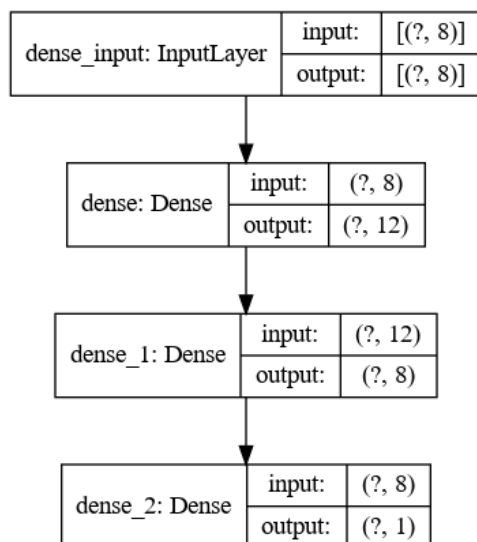 dense_input: InputLayer
input: [(?, 8)]
output: [(?, 8)]
dense: Dense
input: (?, 8)
output: (?, 12)
dense_1: Dense
input: (?, 12)
output: (?, 8)
dense_2: Dense
input: (?, 8)
output: (?, 1)